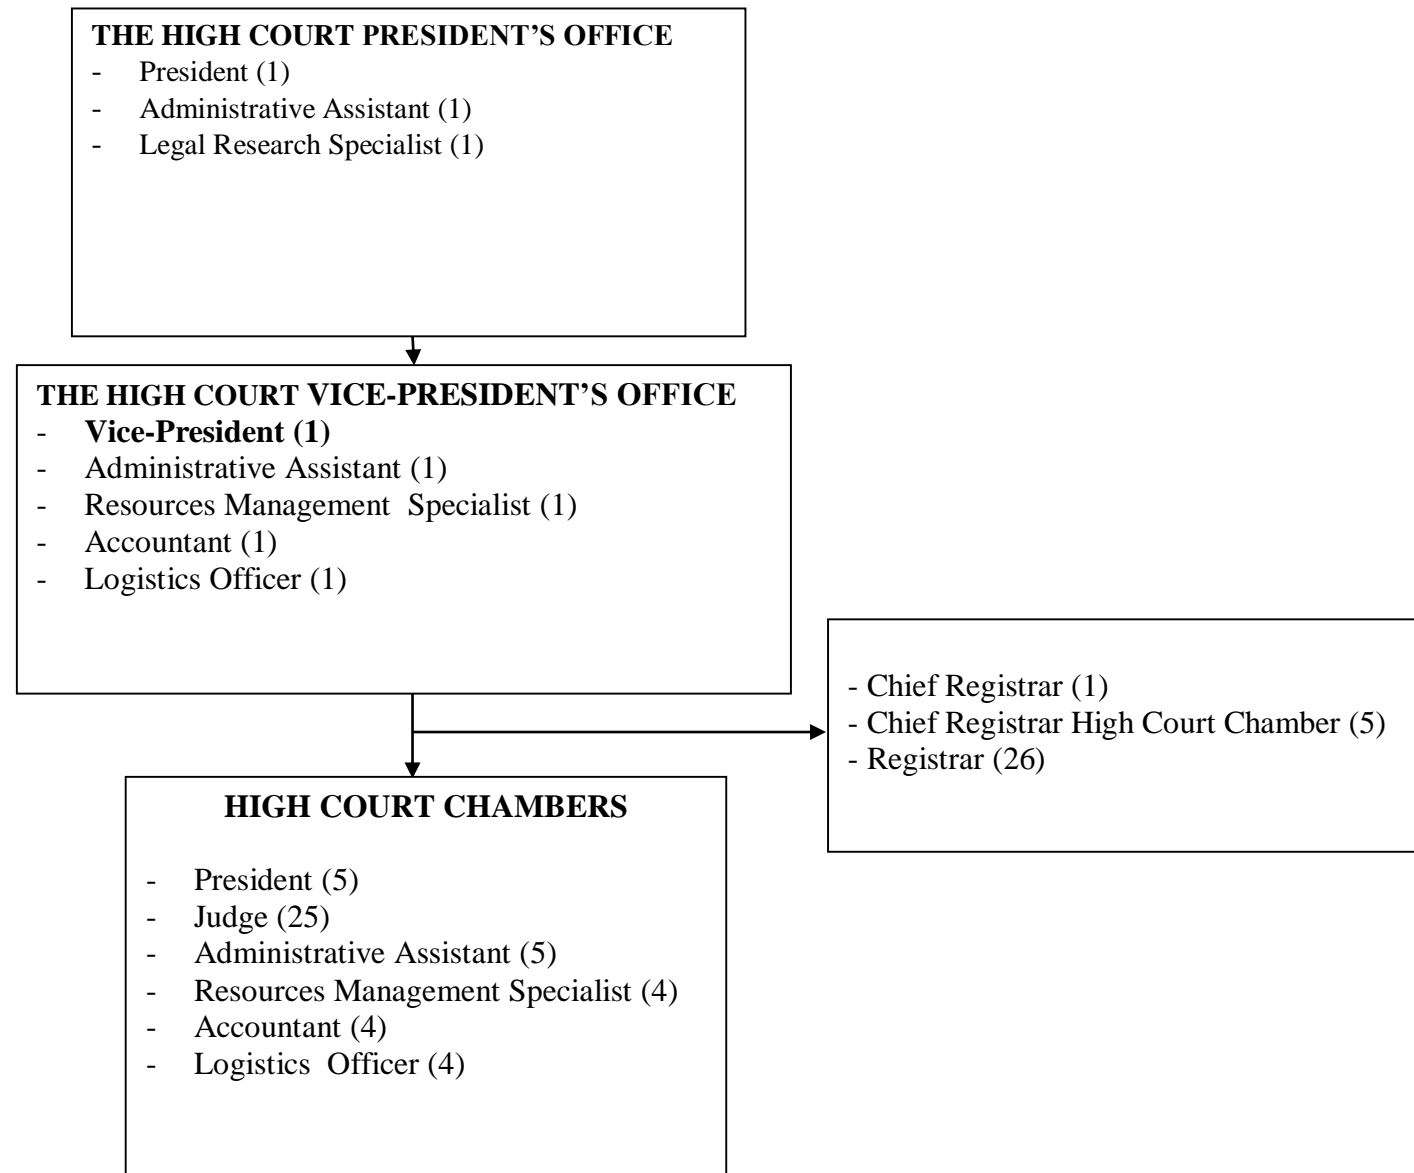 THE HIGH COURT PRESIDENT’S OFFICE
- President (1)
- Administrative Assistant (1)
- Legal Research Specialist (1)
THE HIGH COURT VICE-PRESIDENT’S OFFICE
- Vice-President (1)
- Administrative Assistant (1)
- Resources Management Specialist (1)
- Accountant (1)
- Logistics Officer (1)
- Chief Registrar (1)
- Chief Registrar High Court Chamber (5)
- Registrar (26)
HIGH COURT CHAMBERS
- President (5)
- Judge (25)
- Administrative Assistant (5)
- Resources Management Specialist (4)
- Accountant (4)
- Logistics Officer (4)